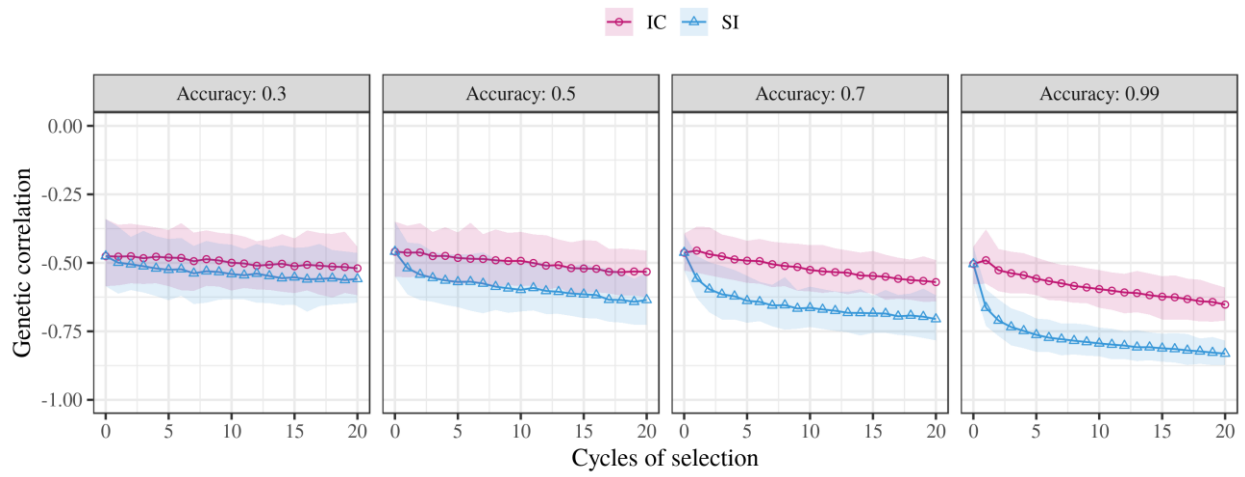 IC SI
Accuracy: 0.3 Accuracy: 0.5 Accuracy: 0.7 Accuracy: 0.99
Genetic correlation
0.00
-0.25
-0.50
-0.75
-1.00
0 5 10 15 20 0 5 10 15 20 0 5 10 15 20 0 5 10 15 20
Cycles of selection